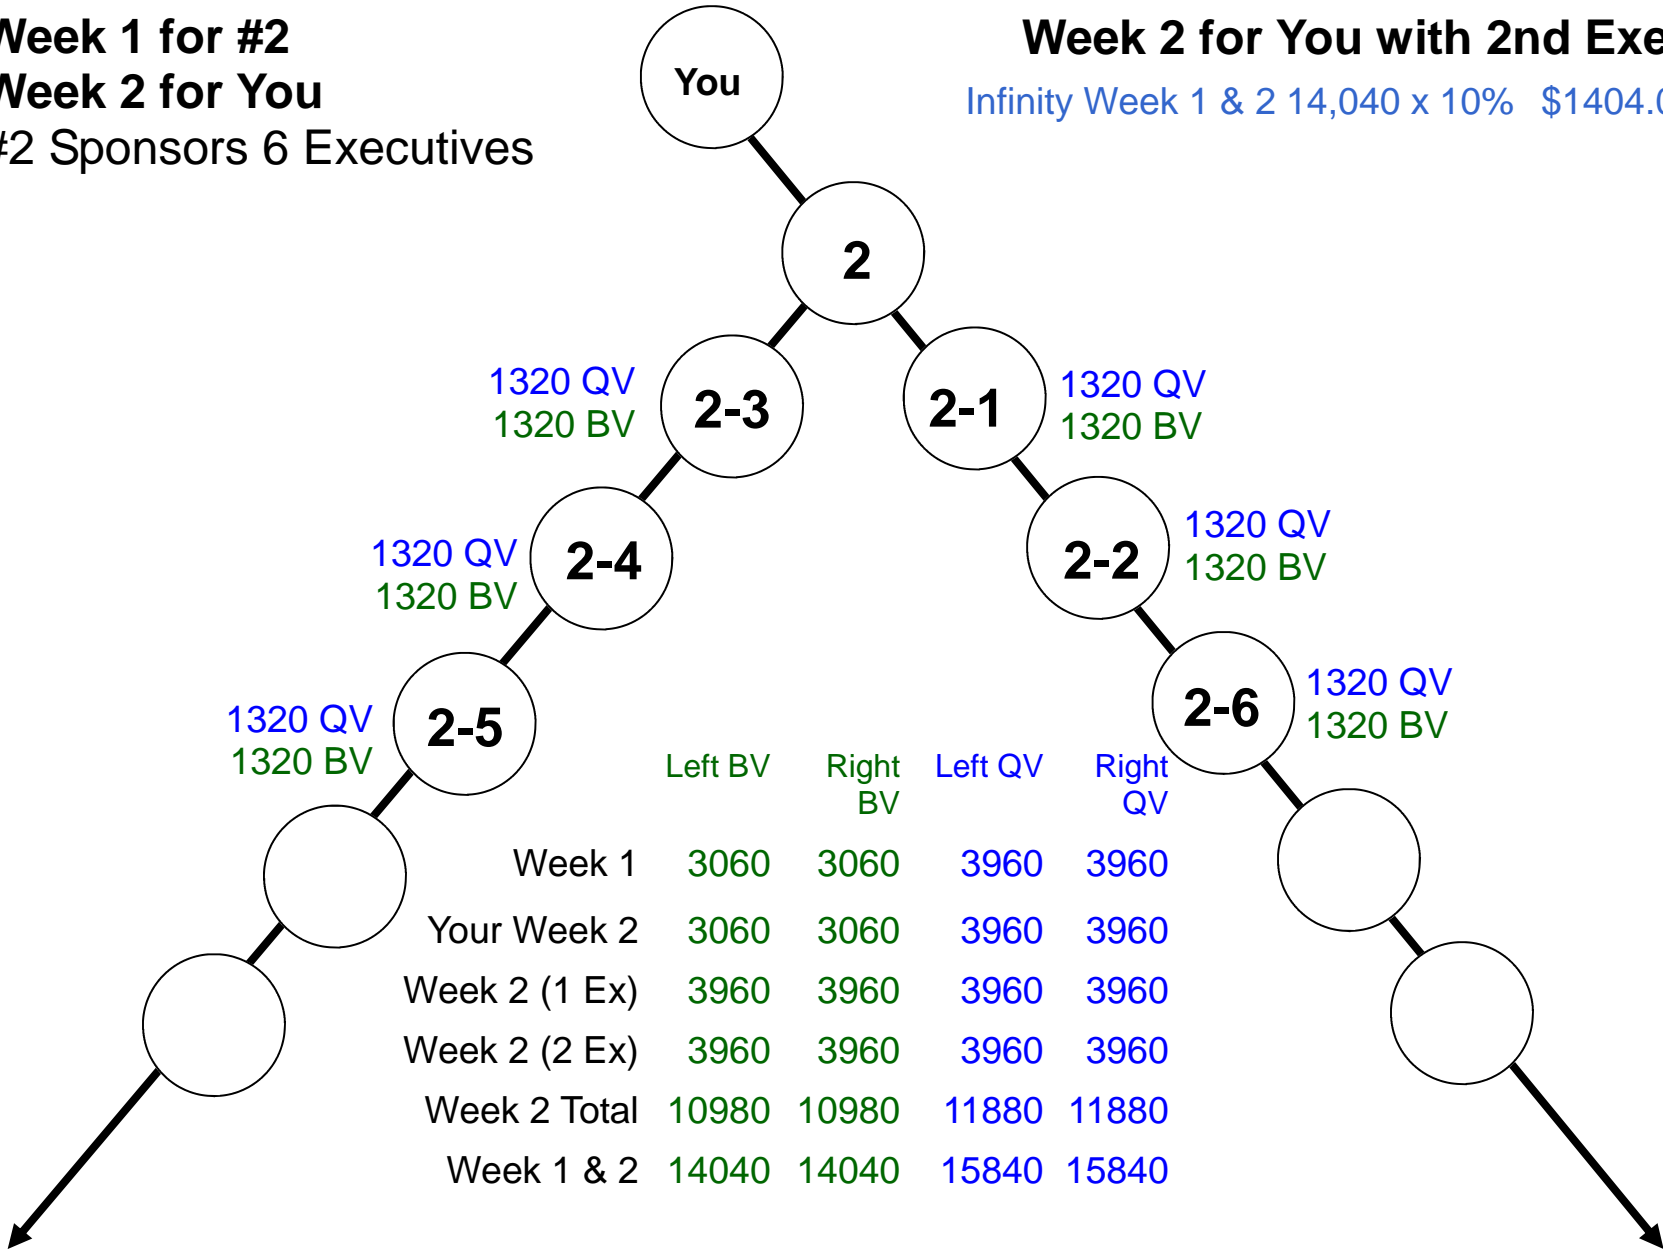 Week 1 for #2
Week 2 for You
#2 Sponsors 6 Executives
Week 2 for You with 2nd Exe
Infinity Week 1 & 2 14,040 x 10% $1404.0
You
2
2-3
1320 QV
1320 BV
2-1
1320 QV
1320 BV
2-4
1320 QV
1320 BV
2-2
1320 QV
1320 BV
2-5
1320 QV
1320 BV
2-6
1320 QV
1320 BV
Left BV Right BV Left QV Right QV
Week 1 3060 3060 3960 3960
Your Week 2 3060 3060 3960 3960
Week 2 (1 Ex) 3960 3960 3960 3960
Week 2 (2 Ex) 3960 3960 3960 3960
Week 2 Total 10980 10980 11880 11880
Week 1 & 2 14040 14040 15840 15840